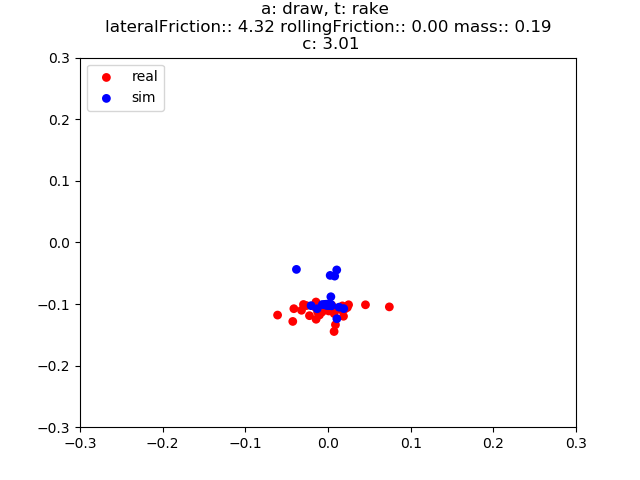 a: draw, t: rake
lateralFriction:: 4.32 rollingFriction:: 0.00 mass:: 0.19
c: 3.01
real
sim
0.3
0.2
0.1
0.0
−0.1
−0.2
−0.3
−0.3 −0.2 −0.1 0.0 0.1 0.2 0.3